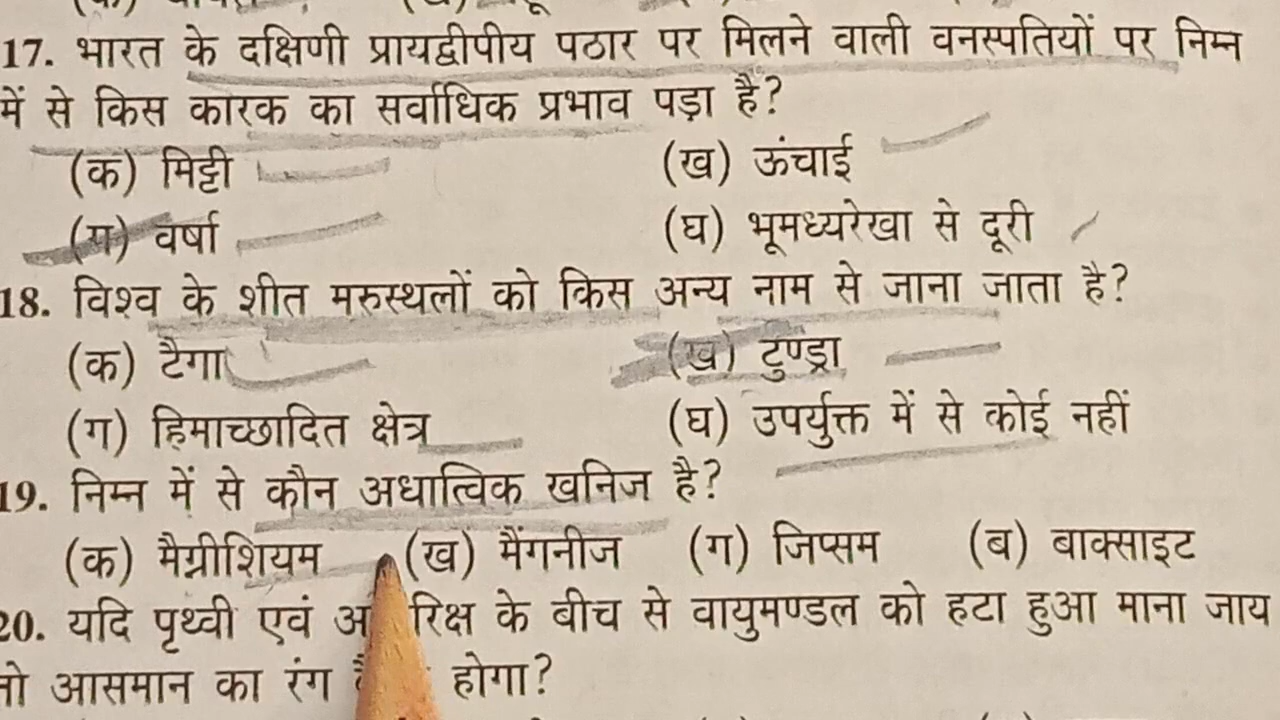 17. भारत के दक्षिणी प्रायद्वीपीय पठार पर मिलने वाली वनस्पतियों पर निम्न
में से किस कारक का सर्वाधिक प्रभाव पड़ा है?
(क) मिट्टी (ख) ऊंचाई
(ग) वर्षा (घ) भूमध्यरेखा से दूरी
18. विश्व के शीत मरुस्थलों को किस अन्य नाम से जाना जाता है?
(क) टैगा (ख) टुण्ड्रा
(ग) हिमाच्छादित क्षेत्र (घ) उपर्युक्त में से कोई नहीं
19. निम्न में से कौन अधात्विक खनिज है?
(क) मैग्नीशियम (ख) मैंगनीज (ग) जिप्सम (ब) बाक्साइट
20. यदि पृथ्वी एवं के बीच से वायुमण्डल को हटा हुआ माना जाय
आसमान का रंग होगा?